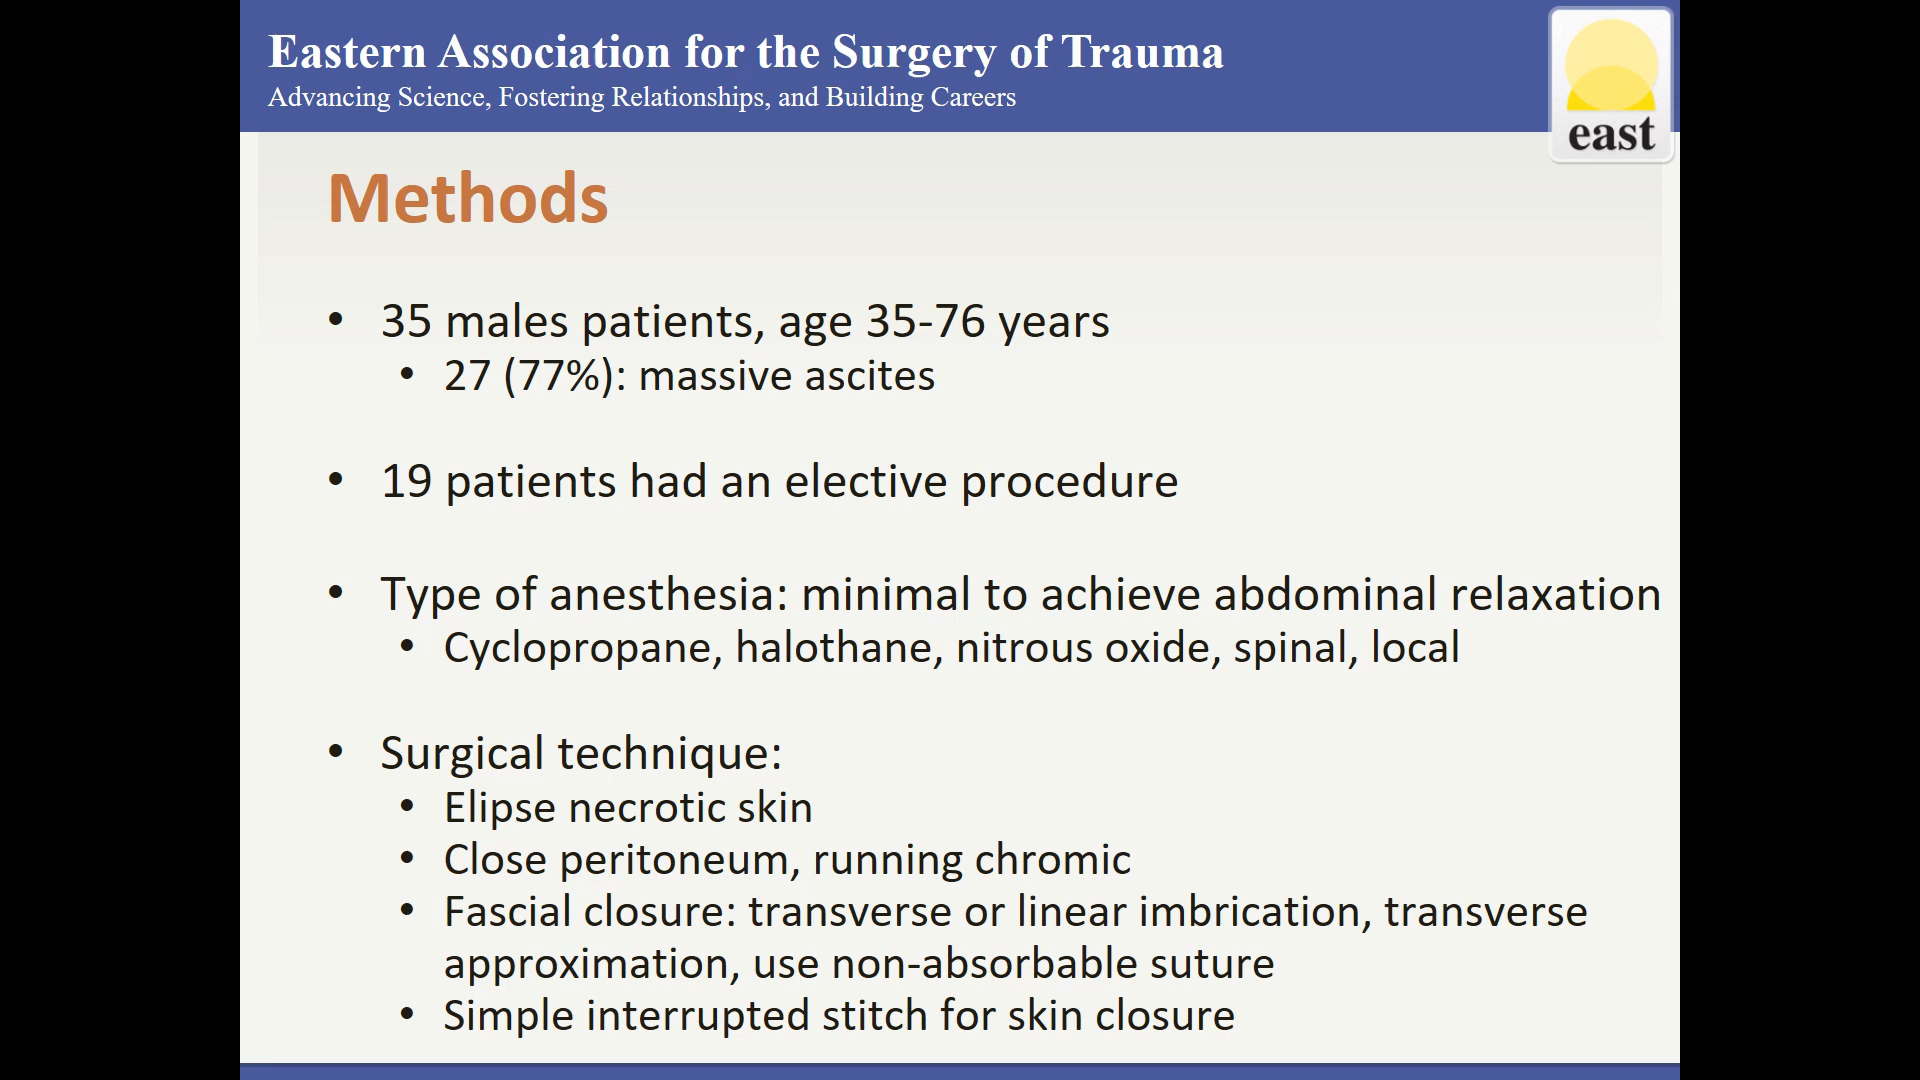 Eastern Association for the Surgery of Trauma
Advancing Science, Fostering Relationships, and Building Careers
east
Methods
• 35 males patients, age 35-76 years
• 27 (77%): massive ascites
• 19 patients had an elective procedure
• Type of anesthesia: minimal to achieve abdominal relaxation
• Cyclopropane, halothane, nitrous oxide, spinal, local
• Surgical technique:
• Elipse necrotic skin
• Close peritoneum, running chromic
• Fascial closure: transverse or linear imbrication, transverse
approximation, use non-absorbable suture
• Simple interrupted stitch for skin closure